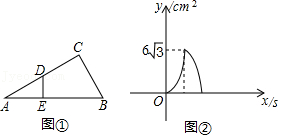 C
D
A E B
图①
y/cm²
6√3
O x/s
图②